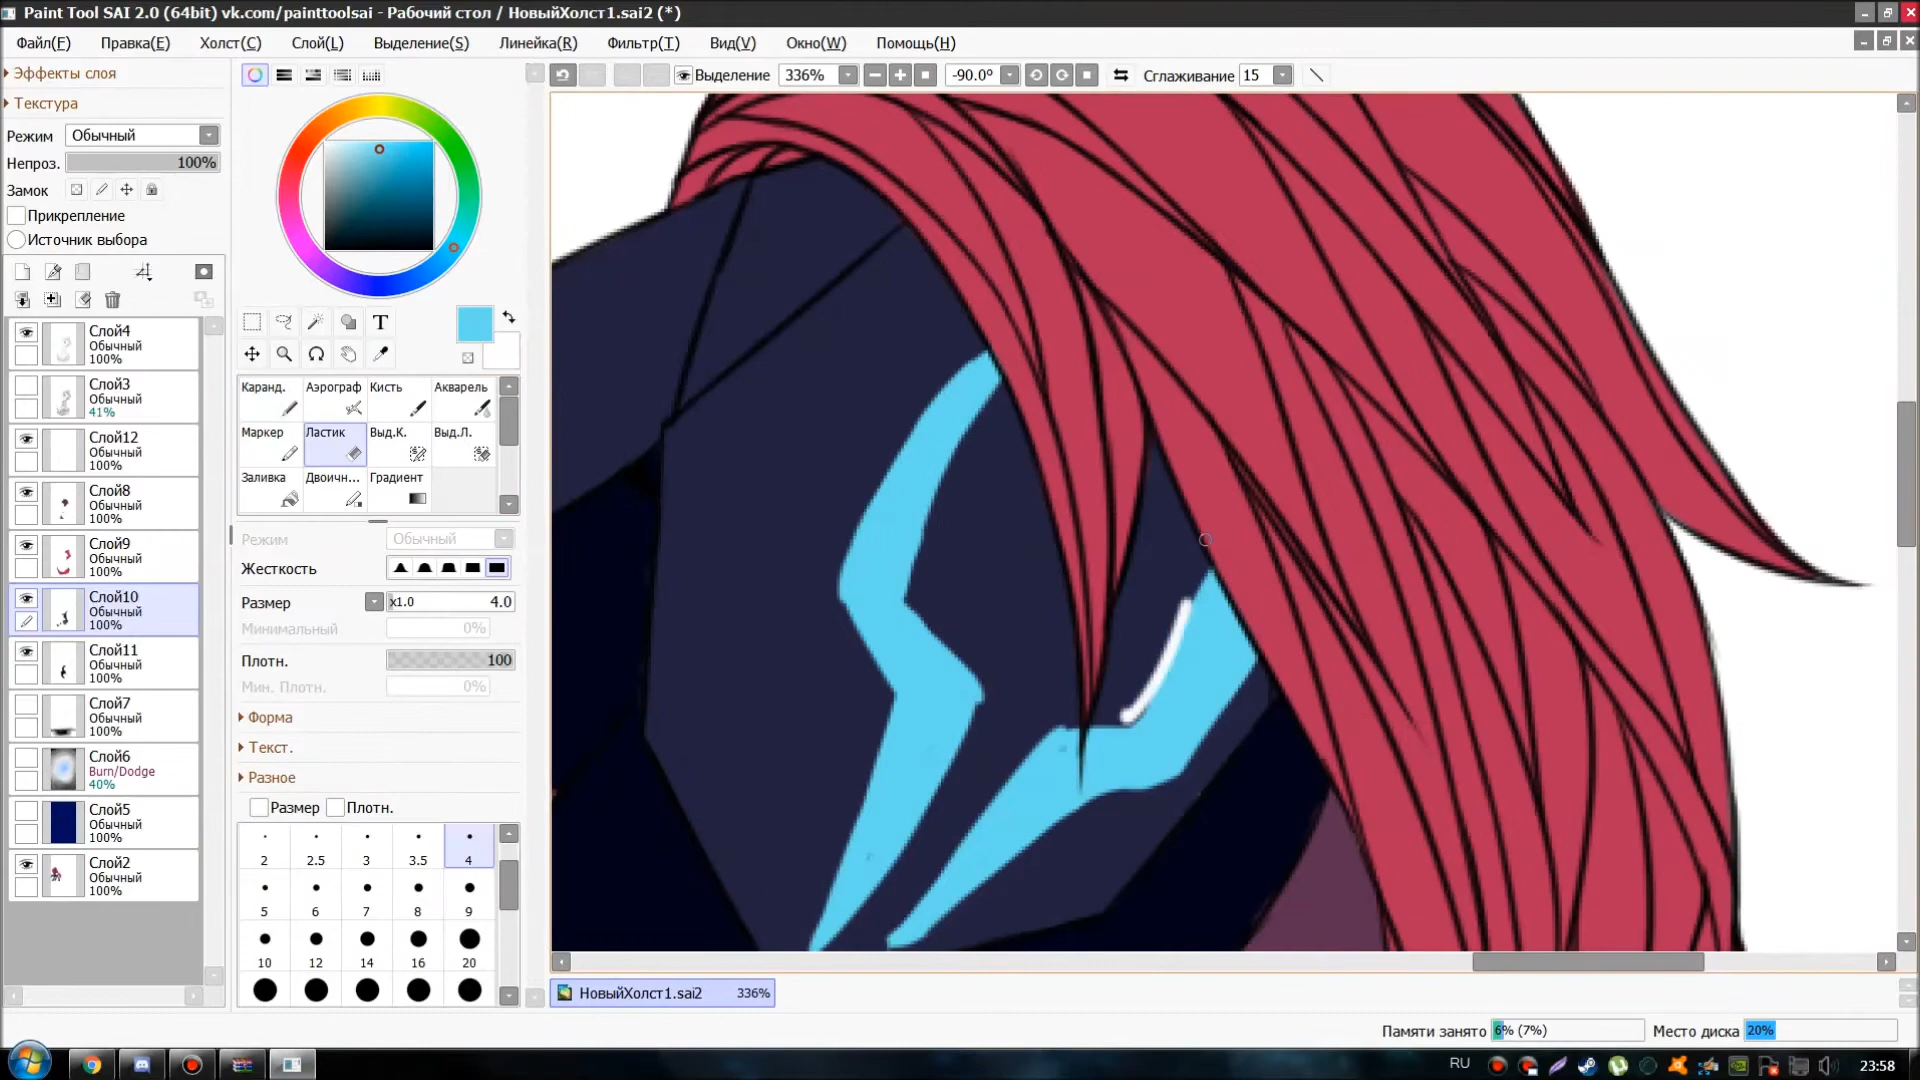 Paint Tool SAI 2.0 (64bit) vk.com/painttoolsai - Рабочий стол / НовыйХолст1.sai2 (*)
Файл(F) Правка(E) Холст(C) Слой(L) Выделение(S) Линейка(R) Фильтр(T) Вид(V) Окно(W) Помощь(H)
Эффекты слоя
Текстура
Режим Обычный
Непроз. 100%
Замок
Прикрепление
Источник выбора
Слой4
Обычный
100%
Слой3
Обычный
41%
Слой12
Обычный
100%
Слой8
Обычный
100%
Слой9
Обычный
100%
Слой10
Обычный
100%
Слой11
Обычный
100%
Слой7
Обычный
100%
Слой6
Burn/Dodge
40%
Слой5
Обычный
100%
Слой2
Обычный
100%
T
Каранд. Аэрограф Кисть Акварель
Маркер Ластик Выд.К. Выд.Л.
Заливка Двоичн... Градиент
Режим Обычный
Жесткость
Размер x1.0 4.0
Минимальный 0%
Плотн. 100
Мин. Плотн. 0%
Форма
Текст.
Разное
Размер Плотн.
2 2.5 3 3.5 4
5 6 7 8 9
10 12 14 16 20
Выделение 336% -90.0º Сглаживание 15
НовыйХолст1.sai2 336%
Памяти занято 6% (7%) Место диска 20%
RU 23:58